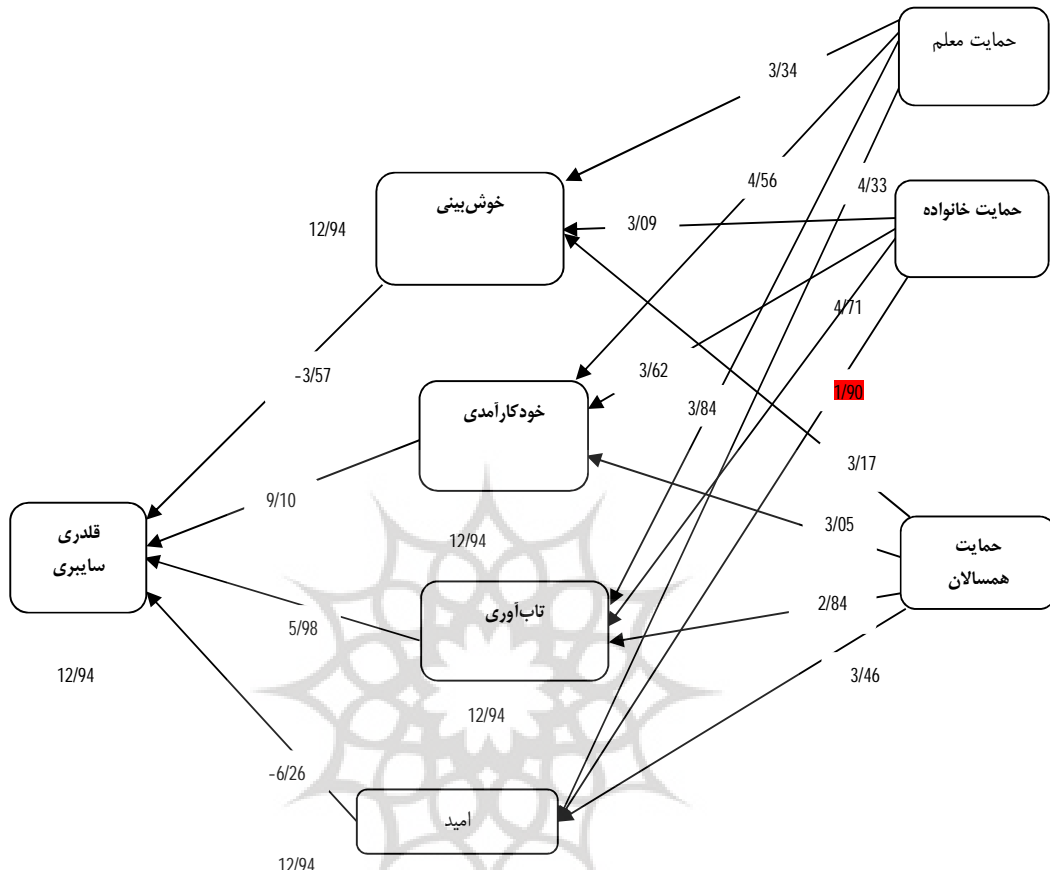 حمایت معلم
3/34
4/56
4/33
حمایت خانواده
خوش‌بینی
12/94
3/09
4/71
-3/57
3/62
1/90
خودکارآمدی
3/84
3/17
9/10
3/05
قلدری
سایبری
حمایت
همسالان
12/94
تاب‌آوری
2/84
5/98
12/94
3/46
12/94
-6/26
امید
12/94